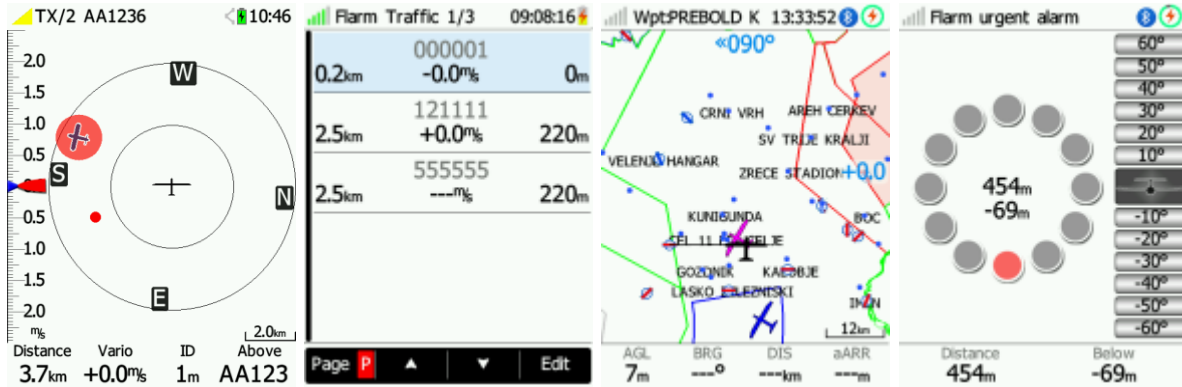 TX/2 AA1236 10:46
W
2.0
1.5
1.0
0.5
S
N
0.5
1.0
E
1.5
2.0
m/s
2.0km
Distance Vario ID Above
3.7km +0.0m/s 1m AA123
Flarm Traffic 1/3 09:08:16
000001
0.2km -0.0m/s 0m
121111
2.5km +0.0m/s 220m
555555
2.5km ---m/s 220m
Page P ▲ ▼ Edit
Wpt:PREBOLD K 13:33:52
«090°
CRNI VRH AREH CERKEV
SV TRIJE KRALJI
VELENJE HANGAR
ZRECE STADION +0.0
KUNIGUNDA
BOC
GOZDNIK KALOBJE
LASKO
12km
AGL BRG DIS aARR
7m ---° ---km ---m
Flarm urgent alarm
60°
50°
40°
30°
20°
10°
454m
-69m
-10°
-20°
-30°
-40°
-50°
-60°
Distance Below
454m -69m